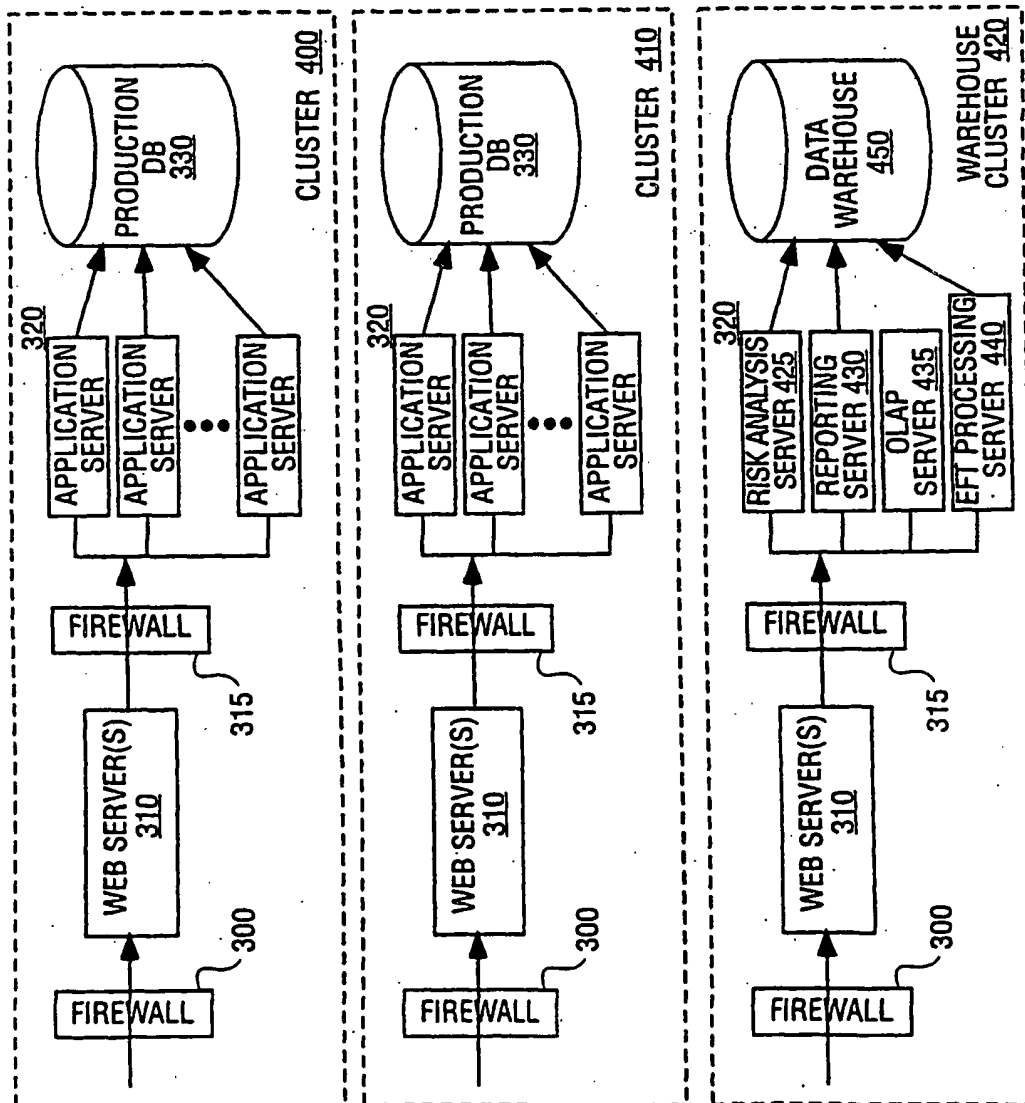 FIREWALL
300
WEB SERVER(S)
310
FIREWALL
315
320
APPLICATION
SERVER
APPLICATION
SERVER
APPLICATION
SERVER
PRODUCTION
DB
330
CLUSTER 400
FIREWALL
300
WEB SERVER(S)
310
FIREWALL
315
320
APPLICATION
SERVER
APPLICATION
SERVER
APPLICATION
SERVER
PRODUCTION
DB
330
CLUSTER 410
FIREWALL
300
WEB SERVER(S)
310
FIREWALL
315
320
RISK ANALYSIS
SERVER 425
REPORTING
SERVER 430
OLAP
SERVER 435
EFT PROCESSING
SERVER 440
DATA
WAREHOUSE
450
WAREHOUSE
CLUSTER 420